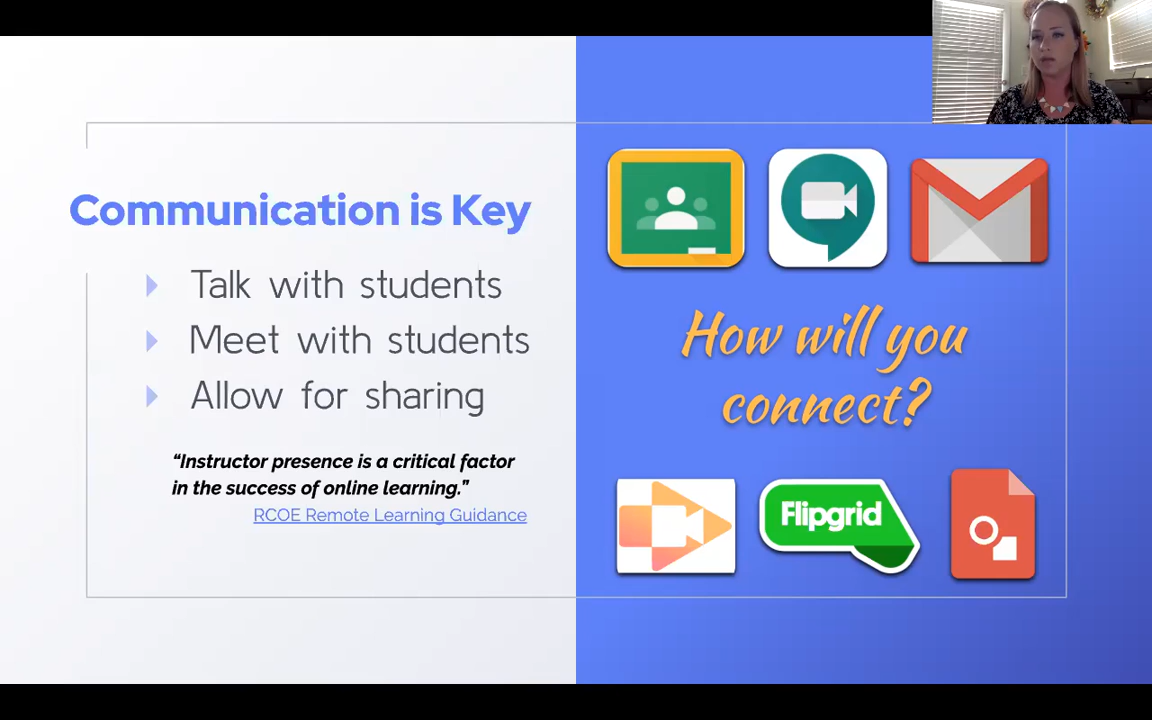 Communication is Key
Talk with students
Meet with students
Allow for sharing
“Instructor presence is a critical factor
in the success of online learning.”
RCOE Remote Learning Guidance
How will you
connect?
Flipgrid